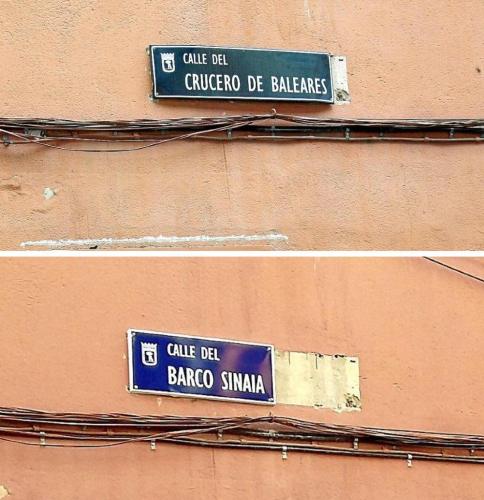 CALLE DEL
CRUCERO DE BALEARES
CALLE DEL
BARCO SINAIA